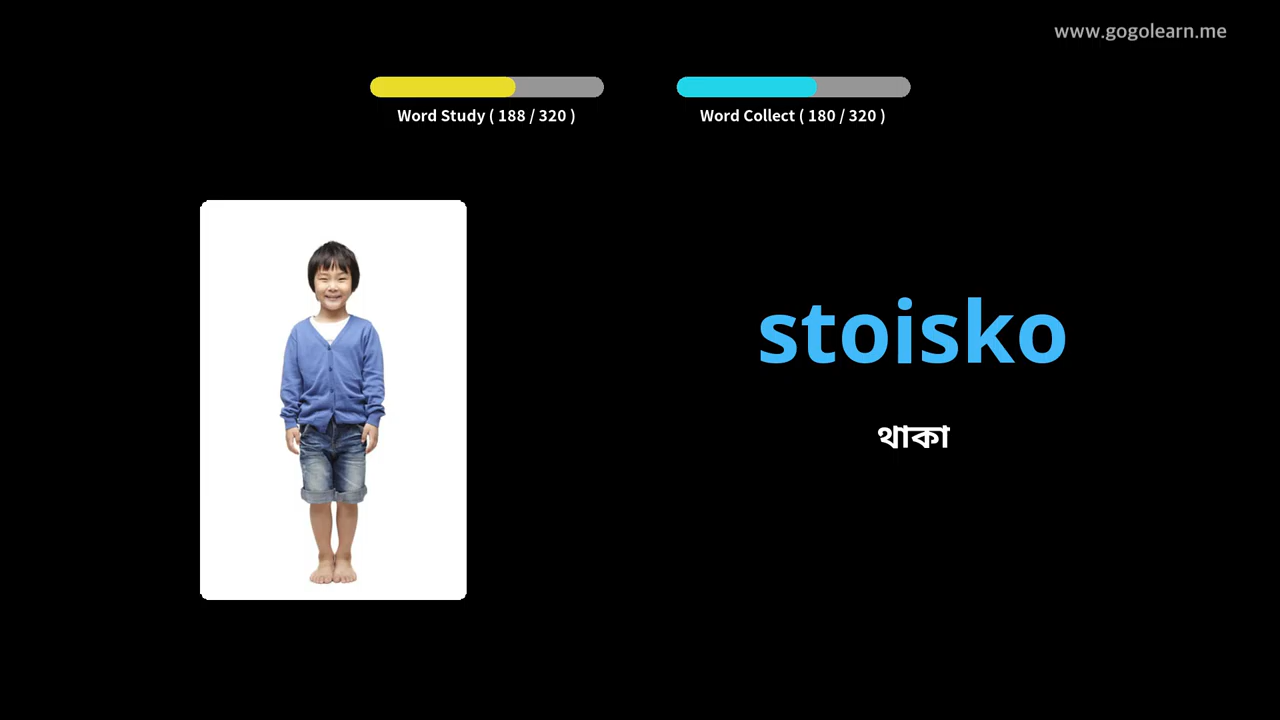 www.gogolearn.me
Word Study ( 188 / 320 )
Word Collect ( 180 / 320 )
stoisko
থাকা